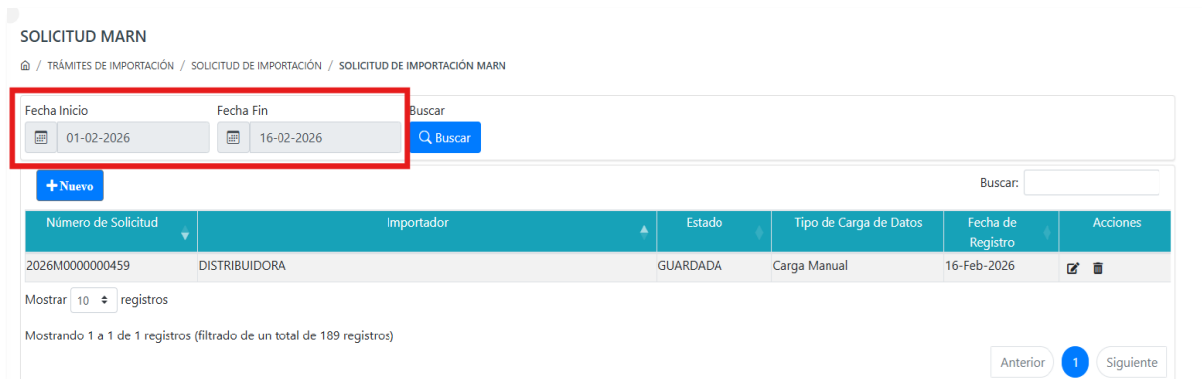 SOLICITUD MARN
/ TRÁMITES DE IMPORTACIÓN / SOLICITUD DE IMPORTACIÓN / SOLICITUD DE IMPORTACIÓN MARN
Fecha Inicio Fecha Fin Buscar
01-02-2026 16-02-2026 Buscar
+Nuevo Buscar:
Número de Solicitud Importador Estado Tipo de Carga de Datos Fecha de Registro Acciones
2026M0000000459 DISTRIBUIDORA GUARDADA Carga Manual 16-Feb-2026
Mostrar 10 registros
Mostrando 1 a 1 de 1 registros (filtrado de un total de 189 registros)
Anterior 1 Siguiente